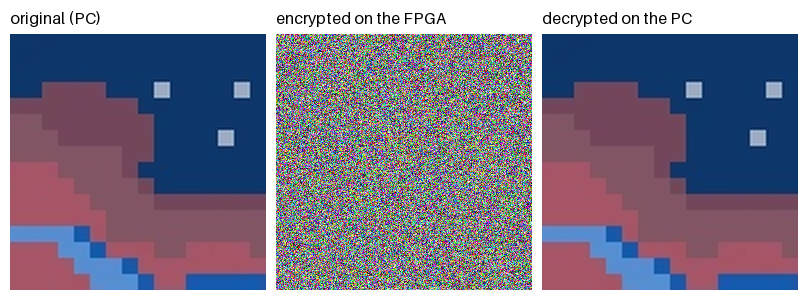 original (PC)
encrypted on the FPGA
decrypted on the PC